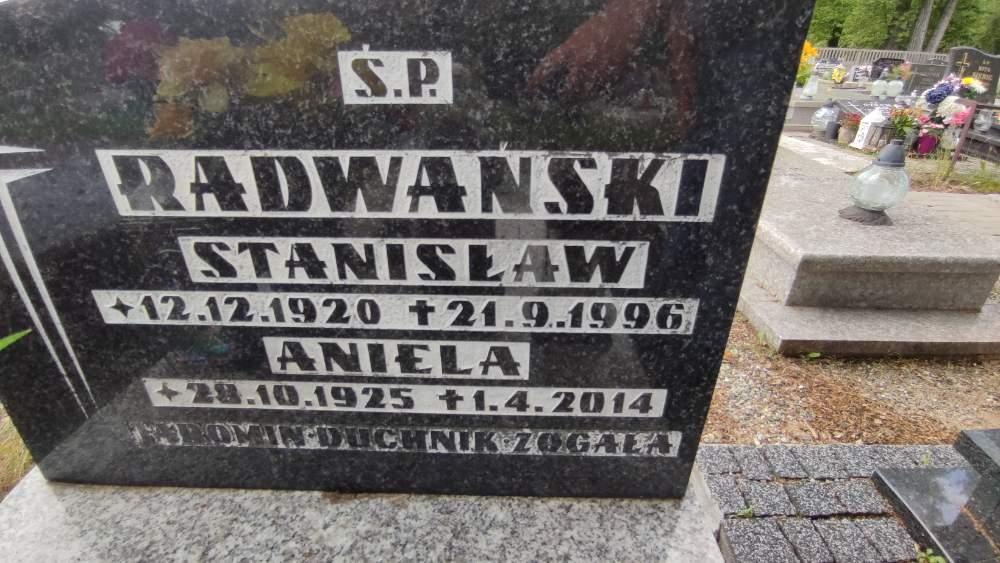 Ś.P.
RADWAŃSKI
STANISŁAW
✦12.12.1920 ✝21.9.1996
ANIELA
✦28.10.1925 ✝1.4.2014
DUCHNIK ZOGAŁA